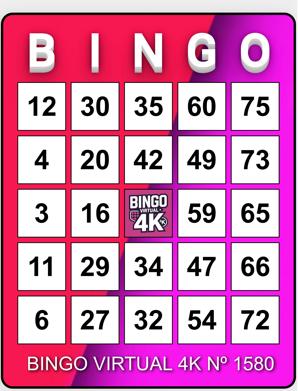 B I N G O
12 30 35 60 75
4 20 42 49 73
3 16 BINGO VIRTUAL 4K 59 65
11 29 34 47 66
6 27 32 54 72
BINGO VIRTUAL 4K Nº 1580